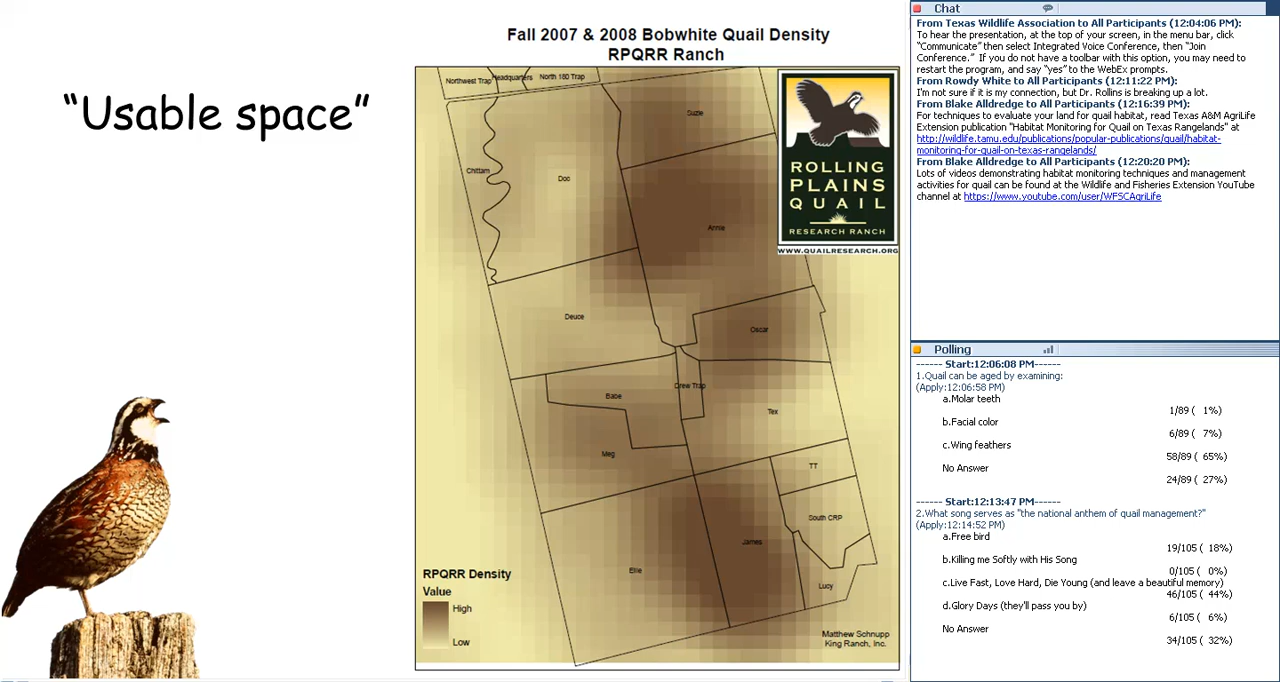 Fall 2007 & 2008 Bobwhite Quail Density
RPQRR Ranch
“Usable space”
Northwest Trap
Headquarters
North 180 Trap
Suzie
Chittam
Doc
Annie
Deuce
Oscar
Drew Trap
Babe
Tex
Meg
TT
South CRP
James
Ellie
Lucy
ROLLING
PLAINS
QUAIL
RESEARCH RANCH
WWW.QUAILRESEARCH.ORG
RPQRR Density
Value
High
Low
Matthew Schnupp
King Ranch, Inc.
Chat
From Texas Wildlife Association to All Participants (12:04:06 PM):
To hear the presentation, at the top of your screen, in the menu bar, click
“Communicate” then select Integrated Voice Conference, then “Join
Conference.” If you do not have a toolbar with this option, you may need to
restart the program, and say “yes” to the WebEx prompts.
From Rowdy White to All Participants (12:11:22 PM):
I'm not sure if it is my connection, but Dr. Rollins is breaking up a lot.
From Blake Alldredge to All Participants (12:16:39 PM):
For techniques to evaluate your land for quail habitat, read Texas A&M AgriLife
Extension publication "Habitat Monitoring for Quail on Texas Rangelands" at
http://wildlife.tamu.edu/publications/popular-publications/quail/habitat-
monitoring-for-quail-on-texas-rangelands/
From Blake Alldredge to All Participants (12:20:20 PM):
Lots of videos demonstrating habitat monitoring techniques and management
activities for quail can be found at the Wildlife and Fisheries Extension YouTube
channel at https://www.youtube.com/user/WFSCAgriLife
Polling
------ Start:12:06:08 PM------
1.Quail can be aged by examining:
(Apply:12:06:58 PM)
a.Molar teeth
1/89 ( 1%)
b.Facial color
6/89 ( 7%)
c.Wing feathers
58/89 ( 65%)
No Answer
24/89 ( 27%)
------ Start:12:13:47 PM------
2.What song serves as "the national anthem of quail management?"
(Apply:12:14:52 PM)
a.Free bird
19/105 ( 18%)
b.Killing me Softly with His Song
0/105 ( 0%)
c.Live Fast, Love Hard, Die Young (and leave a beautiful memory)
46/105 ( 44%)
d.Glory Days (they'll pass you by)
6/105 ( 6%)
No Answer
34/105 ( 32%)